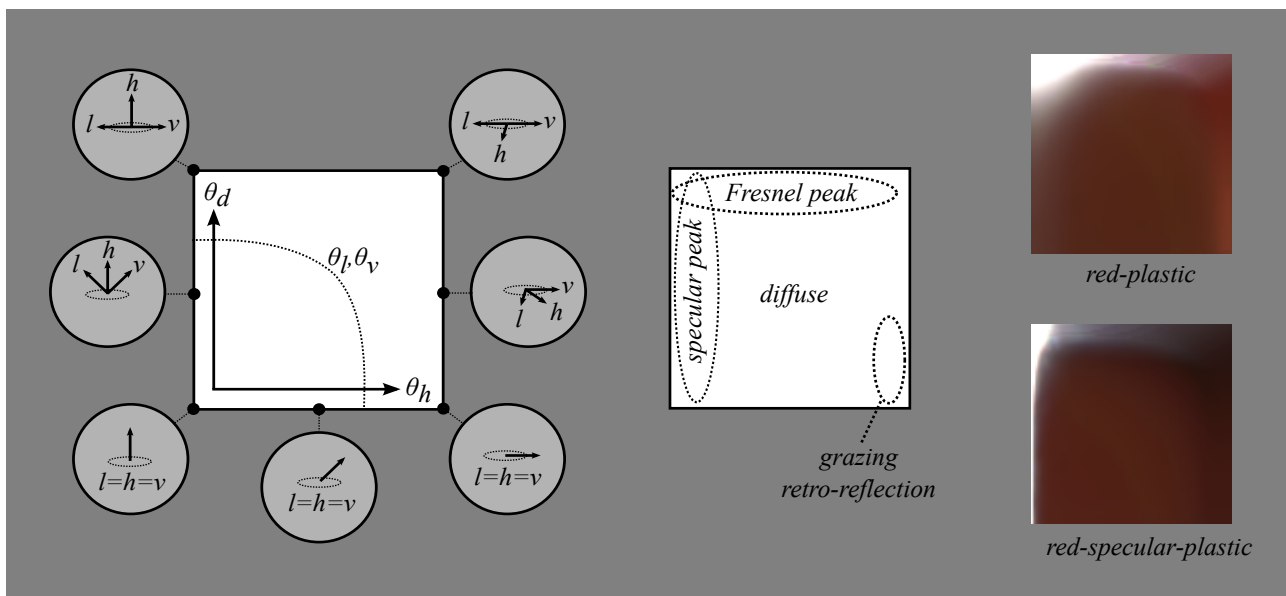 h
l
v
l
v
h
θd
θl,θv
h
l
v
v
l
h
θh
l=h=v
l=h=v
l=h=v
Fresnel peak
specular peak
diffuse
grazing
retro-reflection
red-plastic
red-specular-plastic